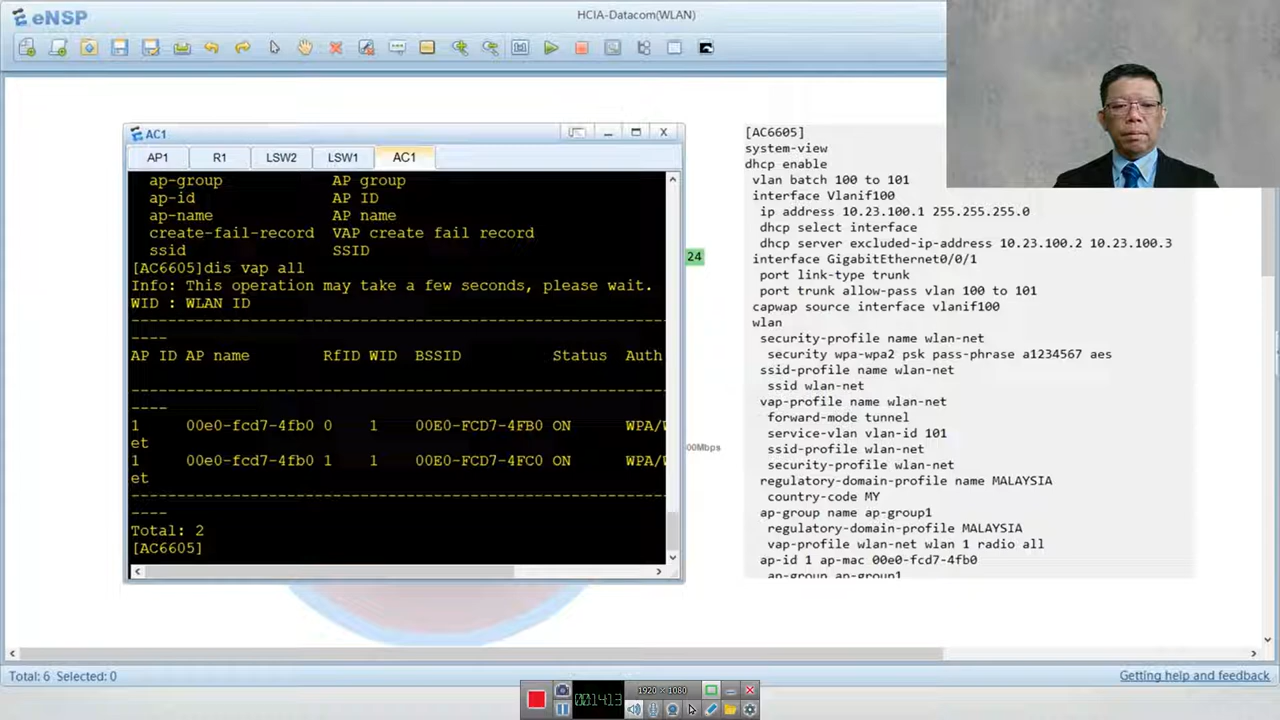 eNSP
HCIA-Datacom(WLAN)
AC1
AP1
R1
LSW2
LSW1
AC1
ap-group AP group
ap-id AP ID
ap-name AP name
create-fail-record VAP create fail record
ssid SSID
[AC6605]dis vap all
Info: This operation may take a few seconds, please wait.
WID : WLAN ID
--------------------------------------------------------------
----
AP ID AP name RfID WID BSSID Status Auth
--------------------------------------------------------------
----
1 00e0-fcd7-4fb0 0 1 00E0-FCD7-4FB0 ON WPA/W
et
1 00e0-fcd7-4fb0 1 1 00E0-FCD7-4FC0 ON WPA/W
et
--------------------------------------------------------------
----
Total: 2
[AC6605]
24
00Mbps
[AC6605]
system-view
dhcp enable
vlan batch 100 to 101
interface Vlanif100
ip address 10.23.100.1 255.255.255.0
dhcp select interface
dhcp server excluded-ip-address 10.23.100.2 10.23.100.3
interface GigabitEthernet0/0/1
port link-type trunk
port trunk allow-pass vlan 100 to 101
capwap source interface vlanif100
wlan
security-profile name wlan-net
security wpa-wpa2 psk pass-phrase a1234567 aes
ssid-profile name wlan-net
ssid wlan-net
vap-profile name wlan-net
forward-mode tunnel
service-vlan vlan-id 101
ssid-profile wlan-net
security-profile wlan-net
regulatory-domain-profile name MALAYSIA
country-code MY
ap-group name ap-group1
regulatory-domain-profile MALAYSIA
vap-profile wlan-net wlan 1 radio all
ap-id 1 ap-mac 00e0-fcd7-4fb0
ap-group ap-group1
Total: 6 Selected: 0
Getting help and feedback
1920 × 1080